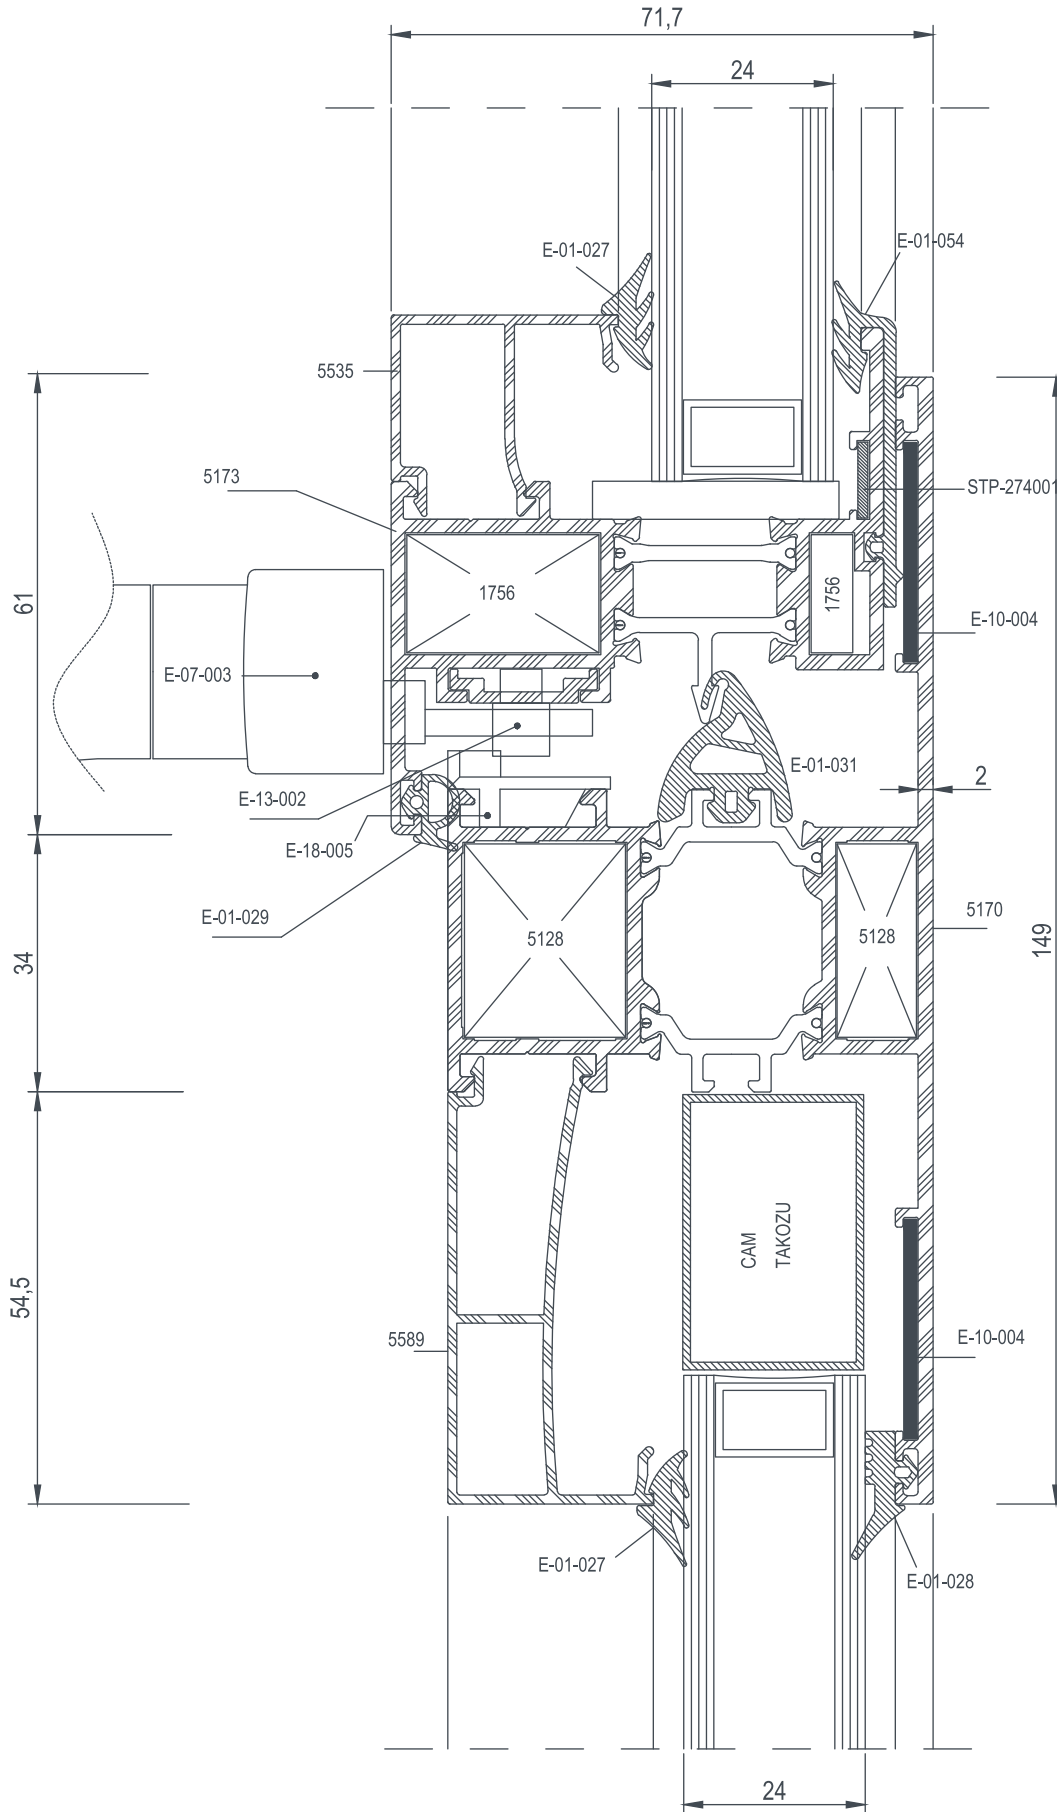 71,7
24
E-01-027
E-01-054
5535
5173
STP-274001
1756
1756
61
E-10-004
E-07-003
E-01-031
2
E-13-002
E-18-005
E-01-029
5170
5128
5128
34
149
CAM
TAKOZU
54,5
5589
E-10-004
E-01-027
E-01-028
24